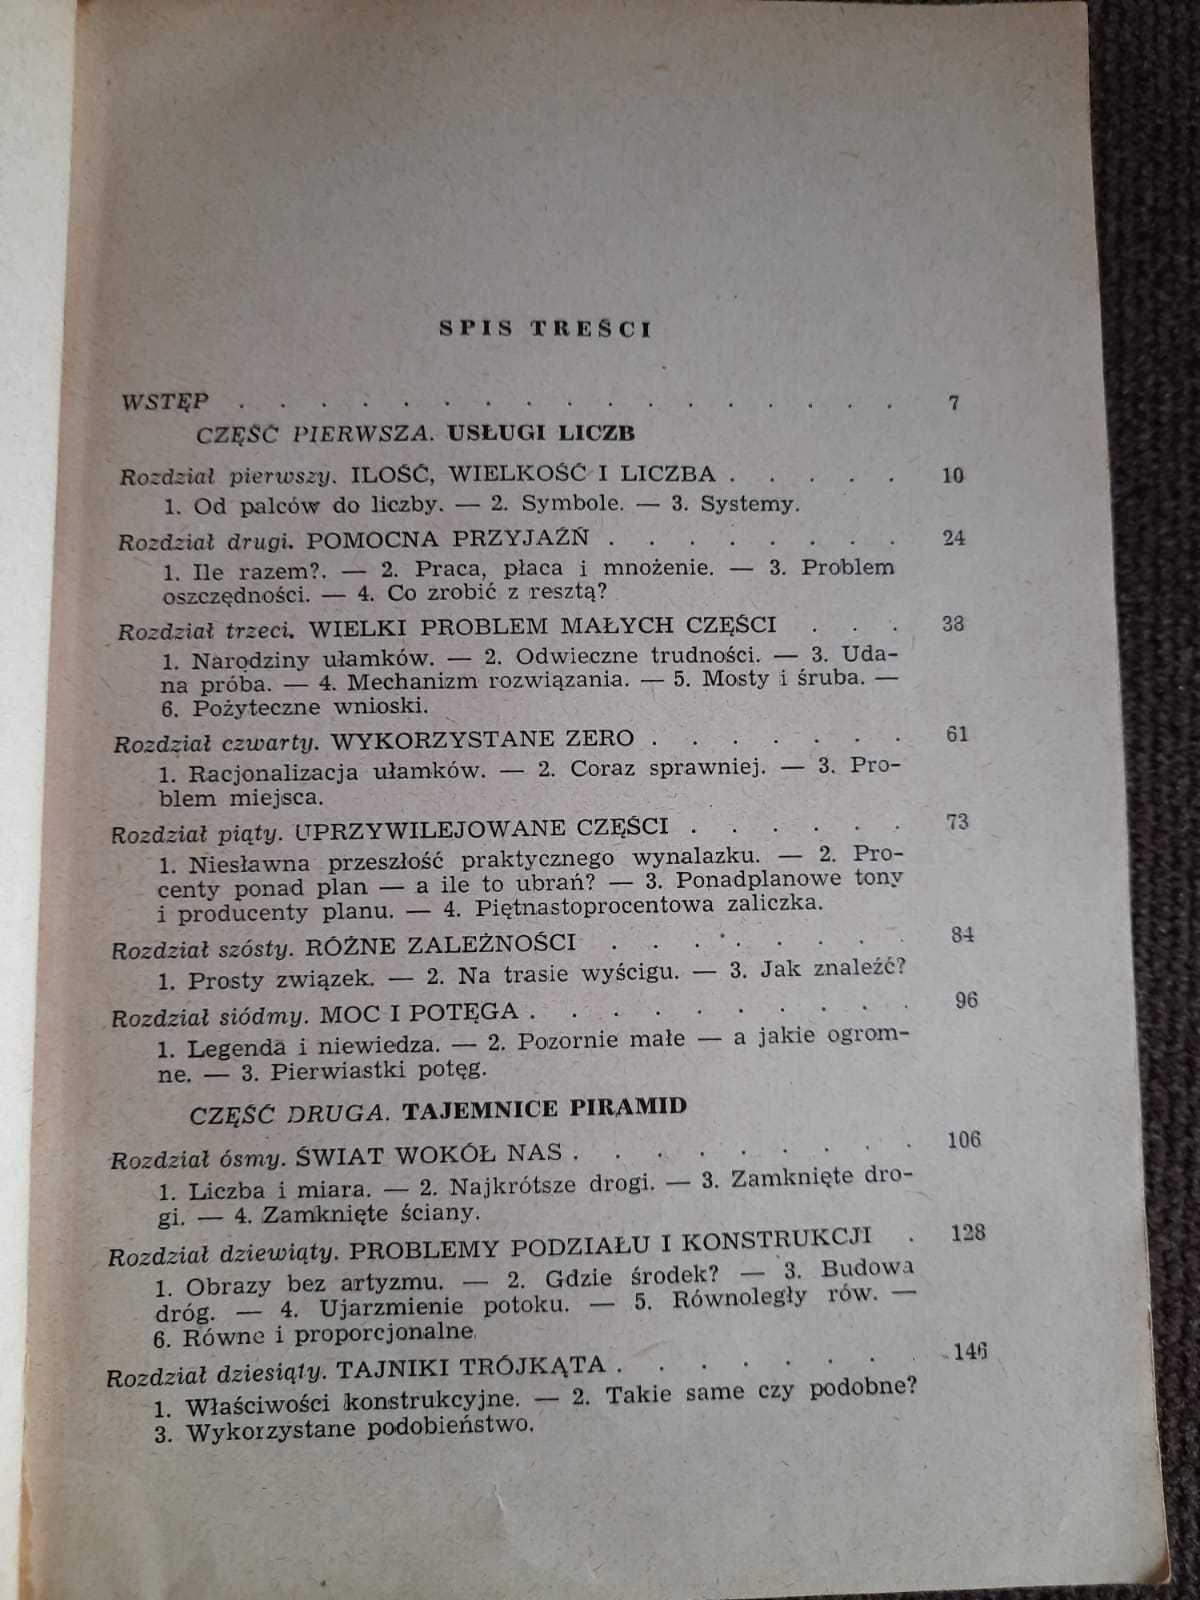 SPIS TREŚCI
WSTĘP . . . . . . . . . . . . . . . . . 7
CZĘŚĆ PIERWSZA. USŁUGI LICZB
Rozdział pierwszy. ILOŚĆ, WIELKOŚĆ I LICZBA . . . . . 10
1. Od palców do liczby. — 2. Symbole. — 3. Systemy.
Rozdział drugi. POMOCNA PRZYJAŹŃ . . . . . . . . 24
1. Ile razem?. — 2. Praca, płaca i mnożenie. — 3. Problem
oszczędności. — 4. Co zrobić z resztą?
Rozdział trzeci. WIELKI PROBLEM MAŁYCH CZĘŚCI . . . 38
1. Narodziny ułamków. — 2. Odwieczne trudności. — 3. Uda-
na próba. — 4. Mechanizm rozwiązania. — 5. Mosty i śruba. —
6. Pożyteczne wnioski.
Rozdział czwarty. WYKORZYSTANE ZERO . . . . . . . 61
1. Racjonalizacja ułamków. — 2. Coraz sprawniej. — 3. Pro-
blem miejsca.
Rozdział piąty. UPRZYWILEJOWANE CZĘŚCI . . . . . . 73
1. Niesławna przeszłość praktycznego wynalazku. — 2. Pro-
centy ponad plan — a ile to ubrań? — 3. Ponadplanowe tony
i producenty planu. — 4. Piętnastoprocentowa zaliczka.
Rozdział szósty. RÓŻNE ZALEŻNOŚCI . . . . . . . . 84
1. Prosty związek. — 2. Na trasie wyścigu. — 3. Jak znaleźć?
Rozdział siódmy. MOC I POTĘGA . . . . . . . . . . 96
1. Legenda i niewiedza. — 2. Pozornie małe — a jakie ogrom-
ne. — 3. Pierwiastki potęg.
CZĘŚĆ DRUGA. TAJEMNICE PIRAMID
Rozdział ósmy. ŚWIAT WOKÓŁ NAS . . . . . . . . . 106
1. Liczba i miara. — 2. Najkrótsze drogi. — 3. Zamknięte dro-
gi. — 4. Zamknięte ściany.
Rozdział dziewiąty. PROBLEMY PODZIAŁU I KONSTRUKCJI . 128
1. Obrazy bez artyzmu. — 2. Gdzie środek? — 3. Budowa
dróg. — 4. Ujarzmienie potoku. — 5. Równoległy rów. —
6. Równe i proporcjonalne.
Rozdział dziesiąty. TAJNIKI TRÓJKĄTA . . . . . . . . 146
1. Właściwości konstrukcyjne. — 2. Takie same czy podobne?
3. Wykorzystane podobieństwo.